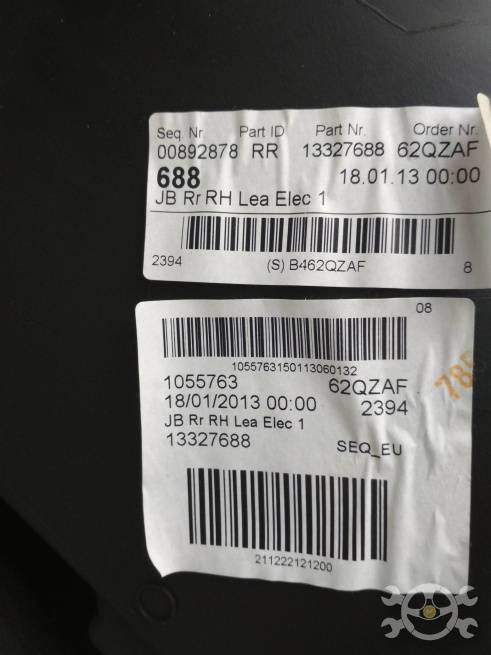 Seq. Nr Part ID Part Nr. Order Nr.
00892878 RR 13327688 62QZAF
688 18.01.13 00:00
JB Rr RH Lea Elec 1
2394 (S) B462QZAF 8
08
1055763150113060132
1055763 62QZAF
18/01/2013 00:00 2394
JB Rr RH Lea Elec 1
13327688 SEQ_EU
211222121200